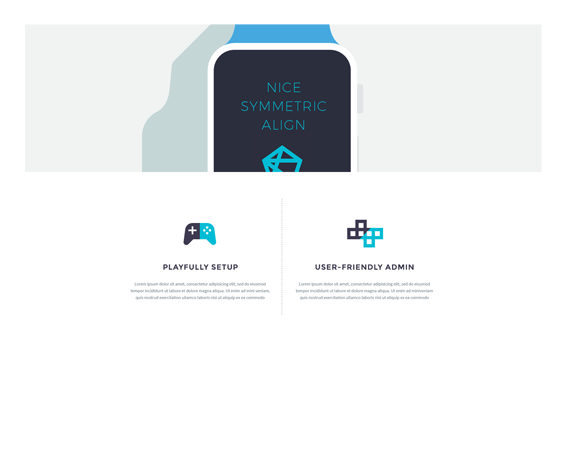 NICE
SYMMETRIC
ALIGN
PLAYFULLY SETUP
Lorem ipsum dolor sit amet, consectetur adipisicing elit, sed do eiusmod
tempor incididunt ut labore et dolore magna aliqua. Ut enim ad mini veniam,
quis nostrud exercitation ullamco laboris nisi ut aliquip ex ea commodo.
USER-FRIENDLY ADMIN
Lorem ipsum dolor sit amet, consectetur adipisicing elit, sed do eiusmod
tempor incididunt ut labore et dolore magna aliqua. Ut enim ad minimveniam
quis nostrud exercitation ullamco laboris nisi ut aliquip ex ea commodo.